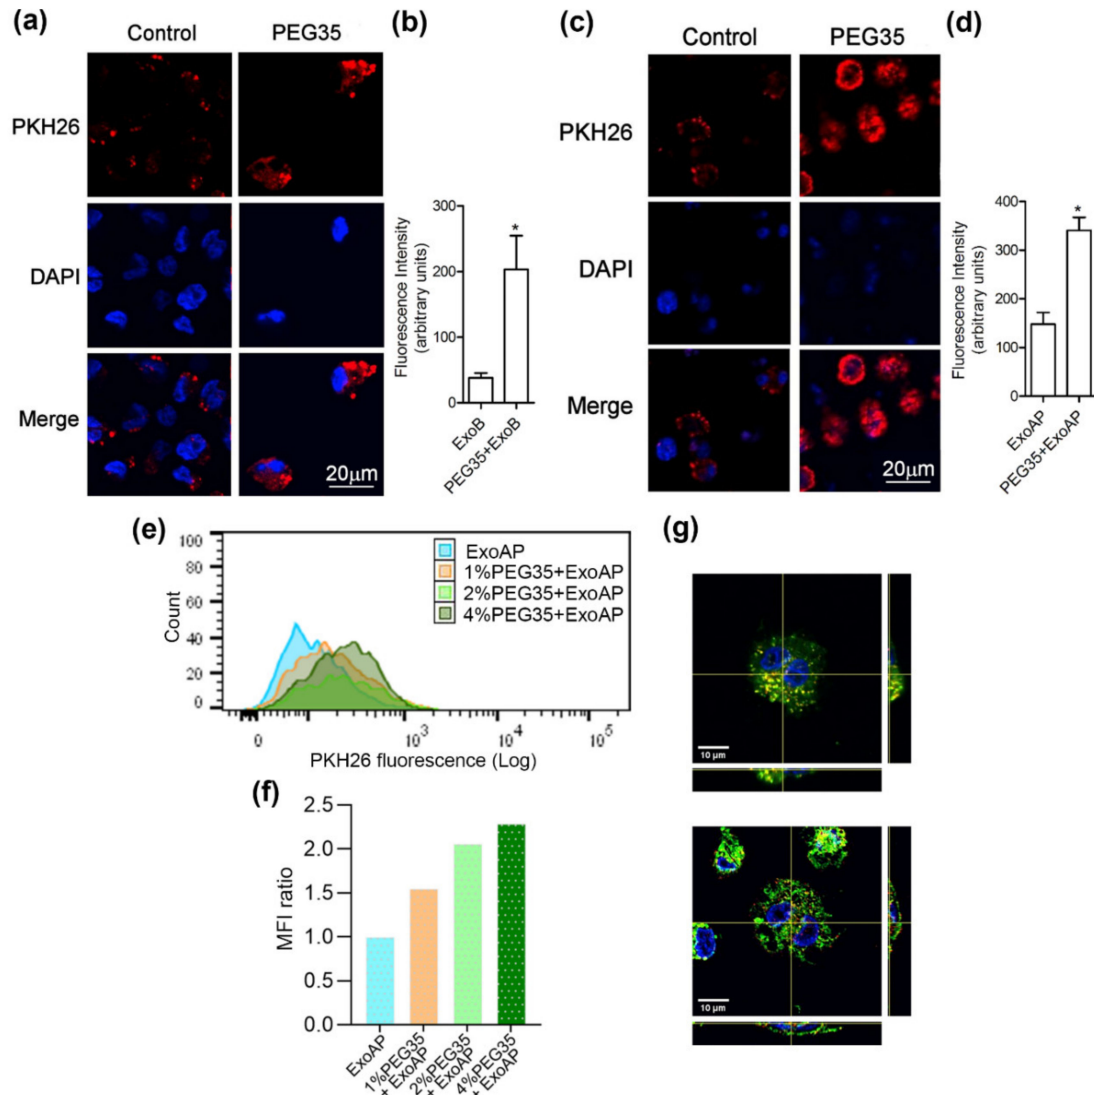 (a)
Control
PEG35
PKH26
DAPI
Merge
20μm
(b)
Fluorescence Intensity
(arbitrary units)
300
200
100
0
*
ExoB
PEG35+ExoB
(c)
Control
PEG35
PKH26
DAPI
Merge
20μm
(d)
Fluorescence Intensity
(arbitrary units)
400
300
200
100
0
*
ExoAP
PEG35+ExoAP
(e)
Count
100
80
60
40
20
0
ExoAP
1%PEG35+ExoAP
2%PEG35+ExoAP
4%PEG35+ExoAP
0
10³
10⁴
10⁵
PKH26 fluorescence (Log)
(f)
MFI ratio
2.5
2.0
1.5
1.0
0.5
0.0
ExoAP
1%PEG35
+ ExoAP
2%PEG35
+ ExoAP
4%PEG35
+ ExoAP
(g)
10 μm
10 μm